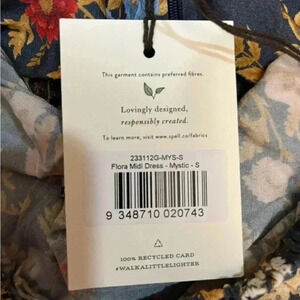 This garment contains preferred fibres.
Lovingly designed,
responsibly created.
To learn more, visit www.spell.co/fabrics
233112G-MYS-S
Flora Midi Dress - Mystic - S
9 348710 020743
100% RECYCLED CARD
#WALKALITTLELIGHTER